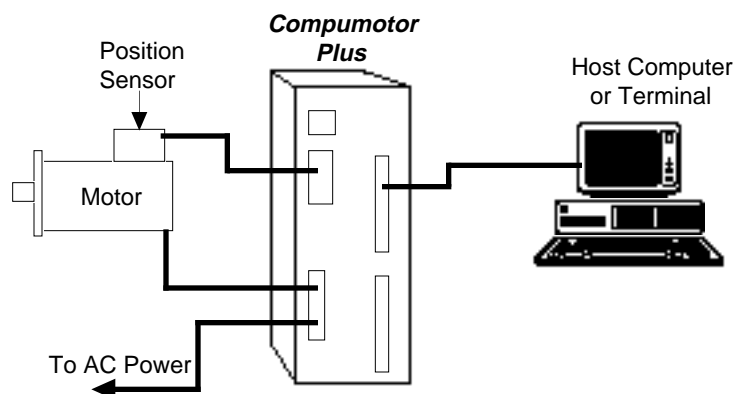 Compumotor
Plus
Position
Sensor
Host Computer
or Terminal
Motor
To AC Power